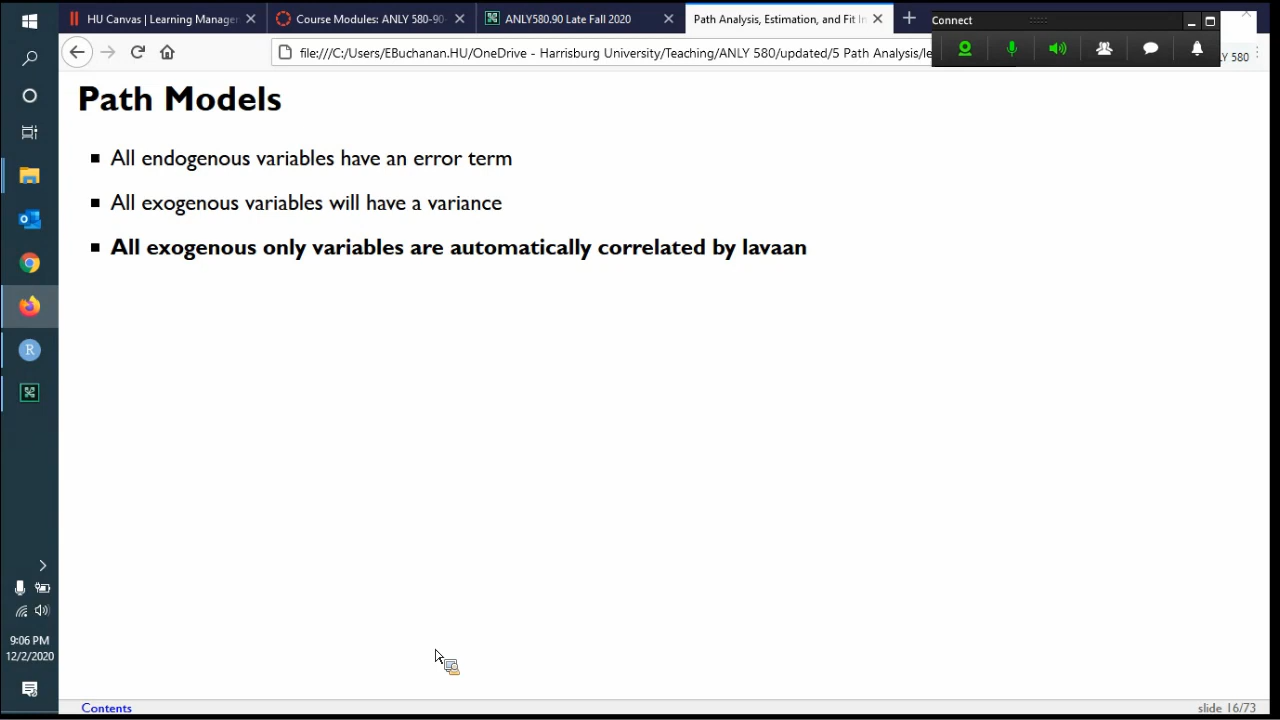 HU Canvas | Learning Manage
Course Modules: ANLY 580-90-
ANLY580.90 Late Fall 2020
Path Analysis, Estimation, and Fit In
Connect
file:///C:/Users/EBuchanan.HU/OneDrive - Harrisburg University/Teaching/ANLY 580/updated/5 Path Analysis/le
LY 580
Path Models
All endogenous variables have an error term
All exogenous variables will have a variance
All exogenous only variables are automatically correlated by lavaan
R
9:06 PM
12/2/2020
Contents
slide 16/73